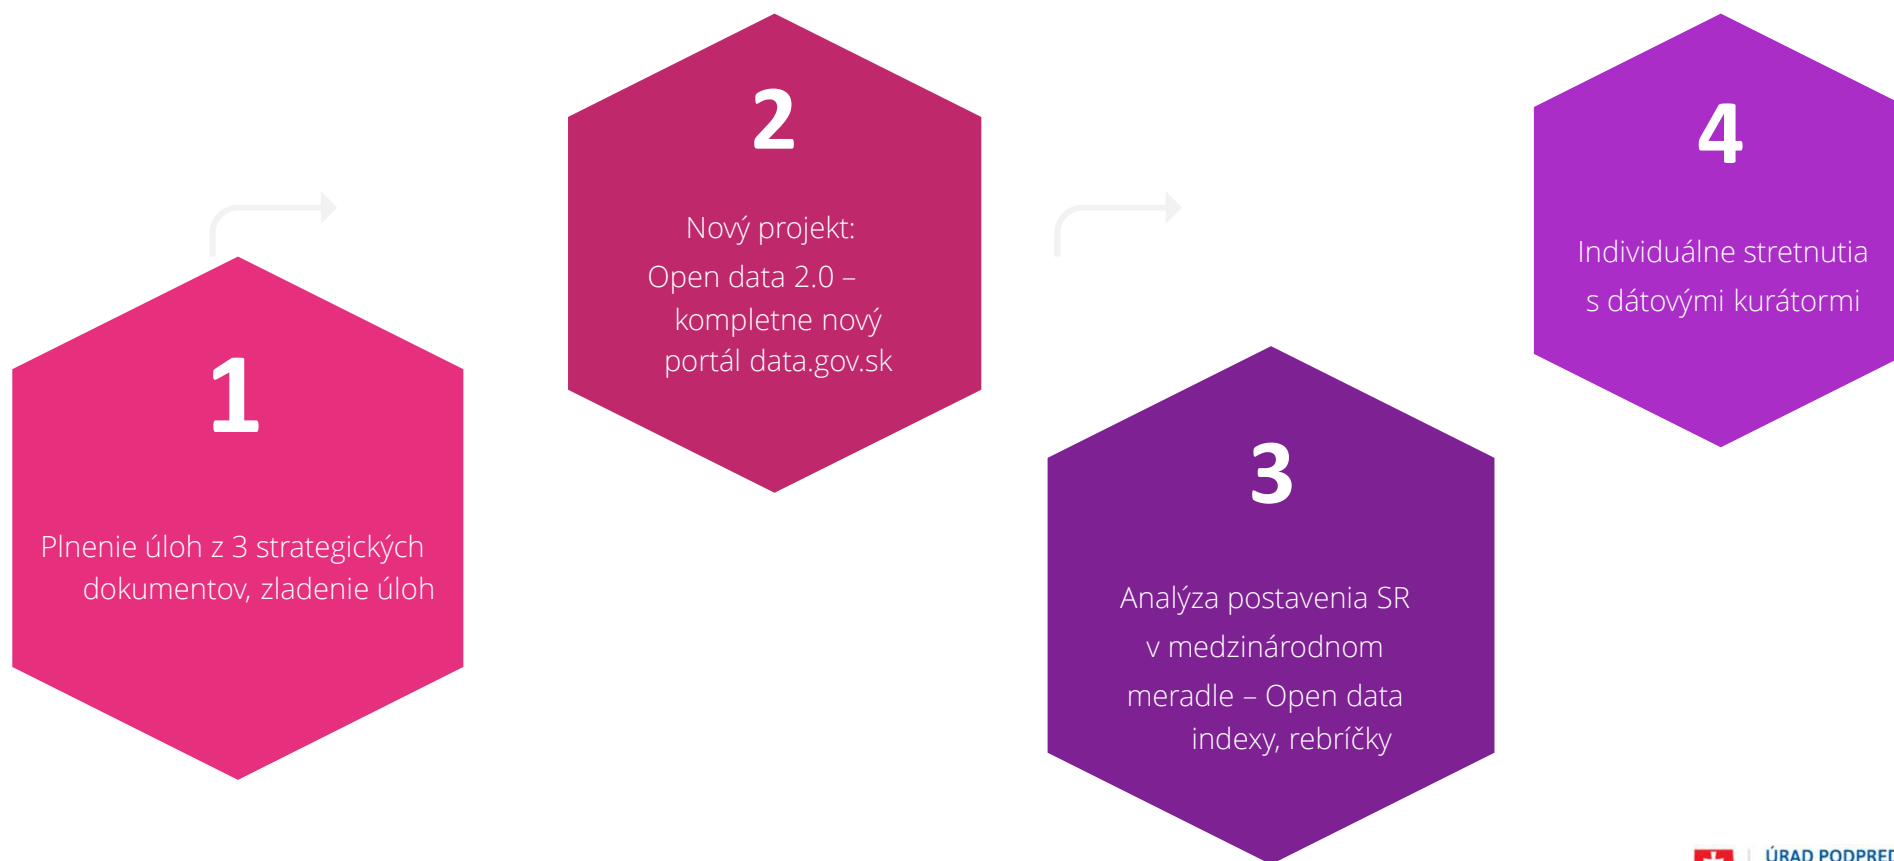 1
Plnenie úloh z 3 strategických
dokumentov, zladenie úloh
2
Nový projekt:
Open data 2.0 –
kompletne nový
portál data.gov.sk
3
Analýza postavenia SR
v medzinárodnom
meradle – Open data
indexy, rebríčky
4
Individuálne stretnutia
s dátovými kurátormi
ÚRAD